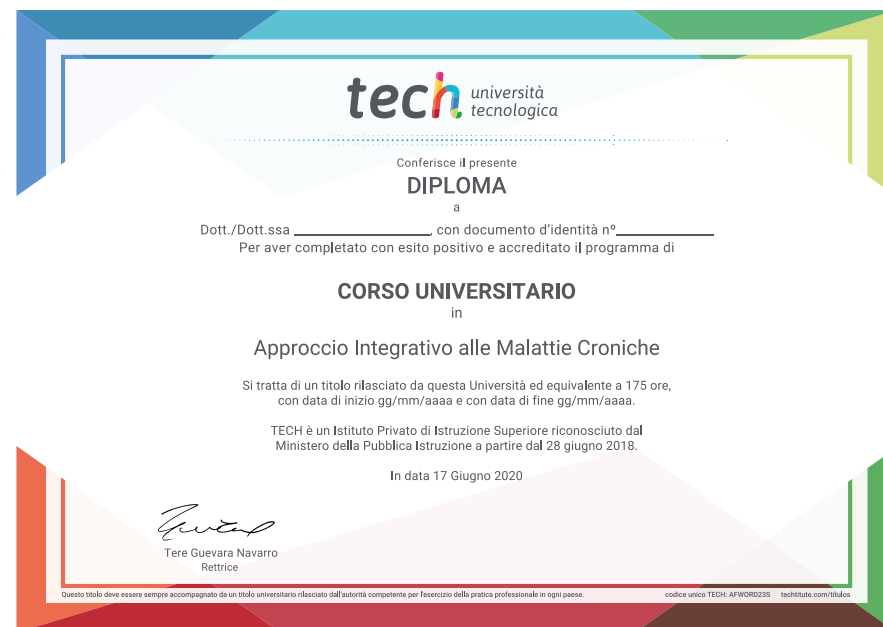 tech università
tecnologica
Conferisce il presente
DIPLOMA
a
Dott./Dott.ssa ____________________, con documento d'identità nº______________
Per aver completato con esito positivo e accreditato il programma di
CORSO UNIVERSITARIO
in
Approccio Integrativo alle Malattie Croniche
Si tratta di un titolo rilasciato da questa Università ed equivalente a 175 ore,
con data di inizio gg/mm/aaaa e con data di fine gg/mm/aaaa.
TECH è un Istituto Privato di Istruzione Superiore riconosciuto dal
Ministero della Pubblica Istruzione a partire dal 28 giugno 2018.
In data 17 Giugno 2020
Tere Guevara Navarro
Rettrice
Questo titolo deve essere sempre accompagnato da un titolo universitario rilasciato dall'autorità competente per l'esercizio della pratica professionale in ogni paese. codice unico TECH: AFWORD23S techtitute.com/titulos